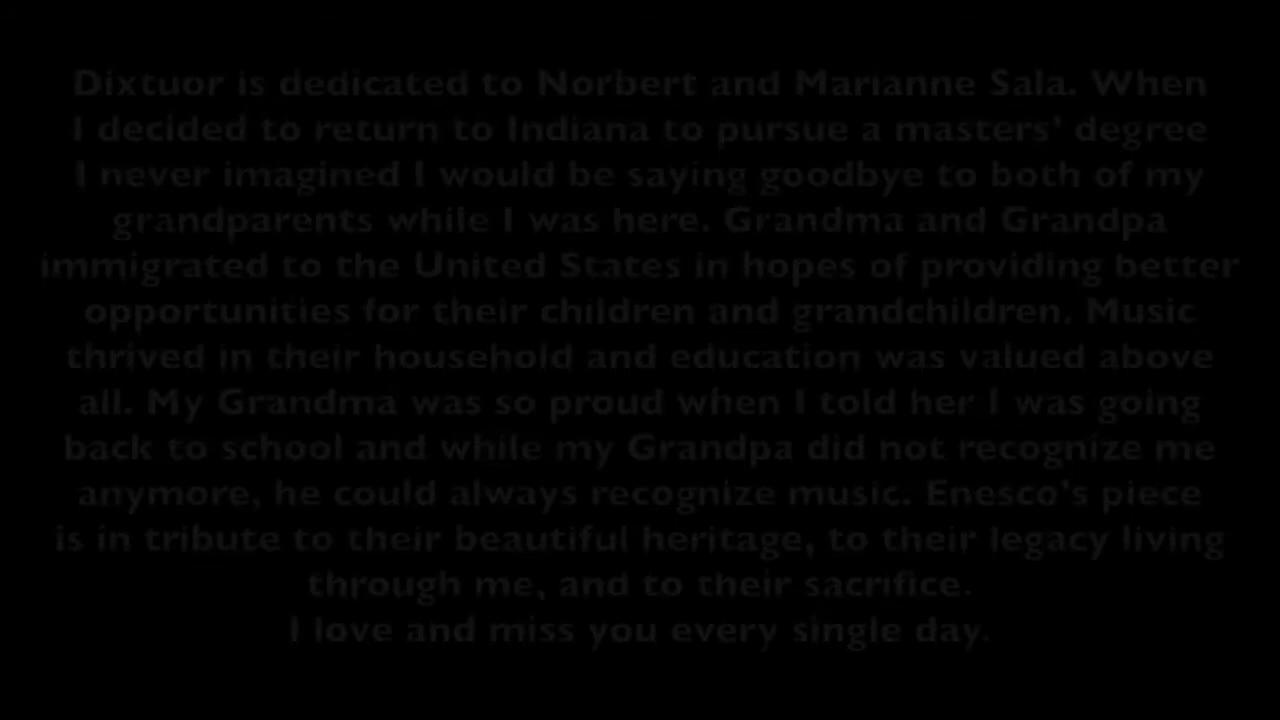 Dixtuor is dedicated to Norbert and Marianne Sala. When
I decided to return to Indiana to pursue a masters' degree
I never imagined I would be saying goodbye to both of my
grandparents while I was here. Grandma and Grandpa
immigrated to the United States in hopes of providing better
opportunities for their children and grandchildren. Music
thrived in their household and education was valued above
all. My Grandma was so proud when I told her I was going
back to school and while my Grandpa did not recognize me
anymore, he could always recognize music. Enesco's piece
is in tribute to their beautiful heritage, to their legacy living
through me, and to their sacrifice.
I love and miss you every single day.